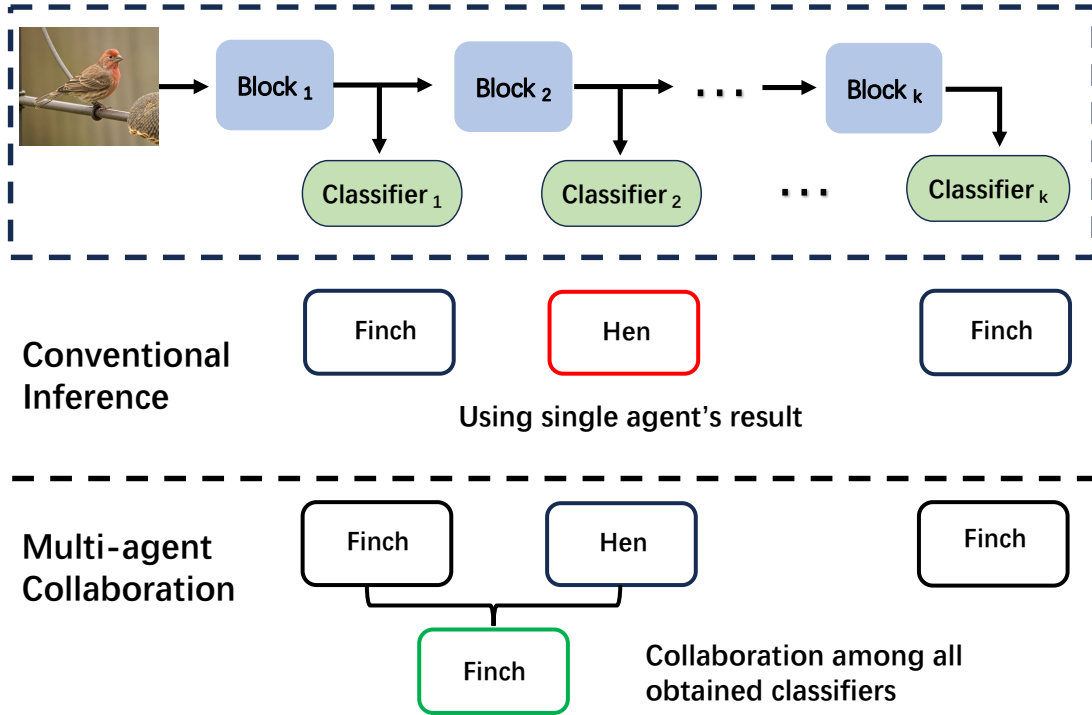 Block 1
Block 2
...
Block k
Classifier 1
Classifier 2
...
Classifier k
Finch
Hen
Finch
Conventional
Inference
Using single agent's result
Finch
Hen
Finch
Multi-agent
Collaboration
Finch
Collaboration among all
obtained classifiers